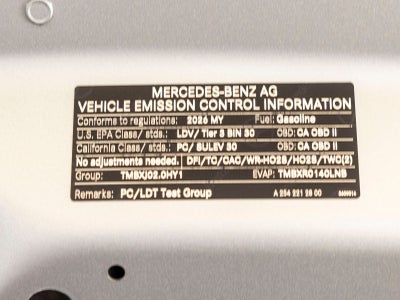 MERCEDES-BENZ AG
VEHICLE EMISSION CONTROL INFORMATION
Conforms to regulations: 2026 MY Fuel: Gasoline
U.S. EPA Class/ stds.: LDV/ Tier 3 BIN 30 OBD: CA OBD II
California Class/ stds.: PC/ SULEV 30 OBD: CA OBD II
No adjustments needed. DFI/TC/CAC/WR-HO2S/HO2S/TWC(2)
Group: TMBXJ02.0HY1 EVAP: TMBXR0140LNB
Remarks: PC/LDT Test Group A 254 221 28 00